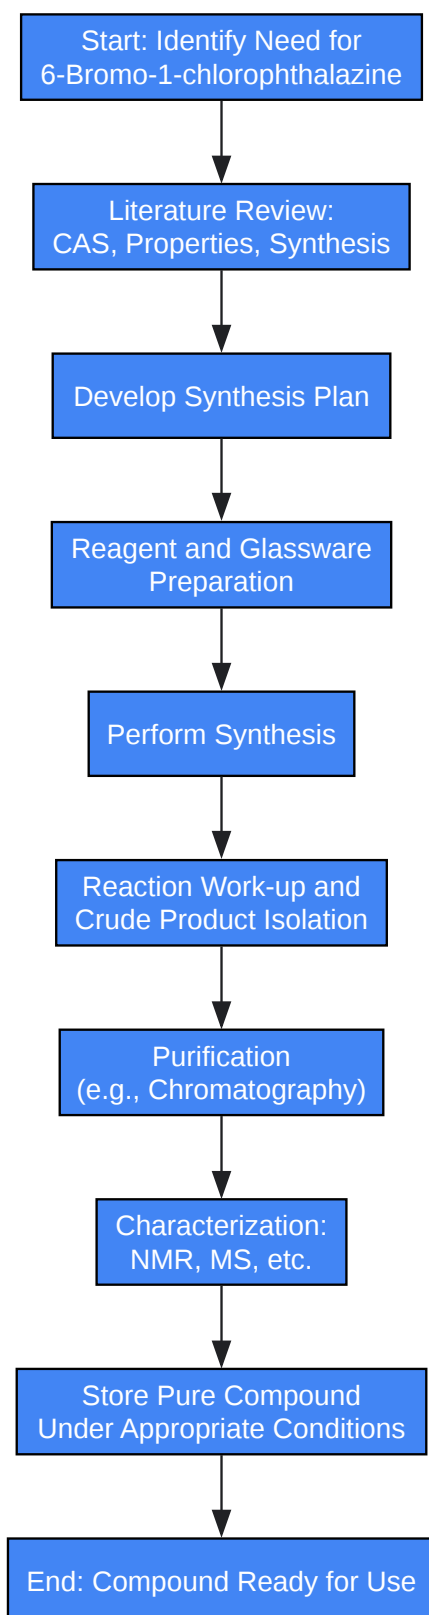 Start: Identify Need for
6-Bromo-1-chlorophthalazine
Literature Review:
CAS, Properties, Synthesis
Develop Synthesis Plan
Reagent and Glassware
Preparation
Perform Synthesis
Reaction Work-up and
Crude Product Isolation
Purification
(e.g., Chromatography)
Characterization:
NMR, MS, etc.
Store Pure Compound
Under Appropriate Conditions
End: Compound Ready for Use